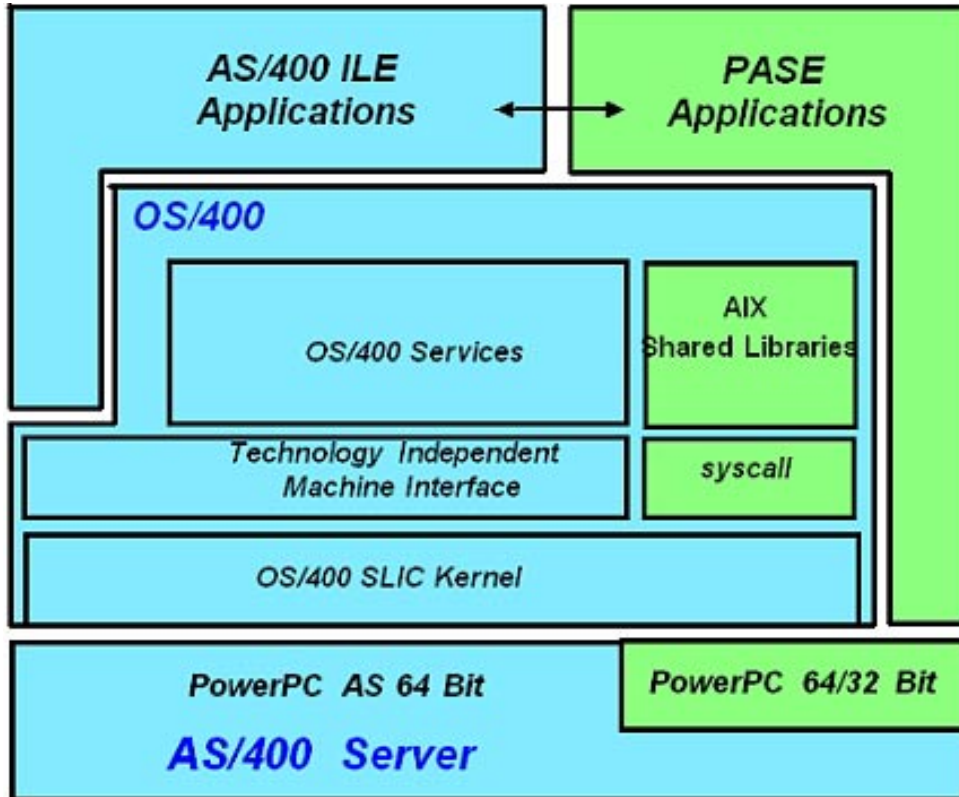 AS/400 ILE
Applications
PASE
Applications
OS/400
OS/400 Services
AIX
Shared Libraries
Technology Independent
Machine Interface
syscall
OS/400 SLIC Kernel
PowerPC AS 64 Bit
PowerPC 64/32 Bit
AS/400 Server